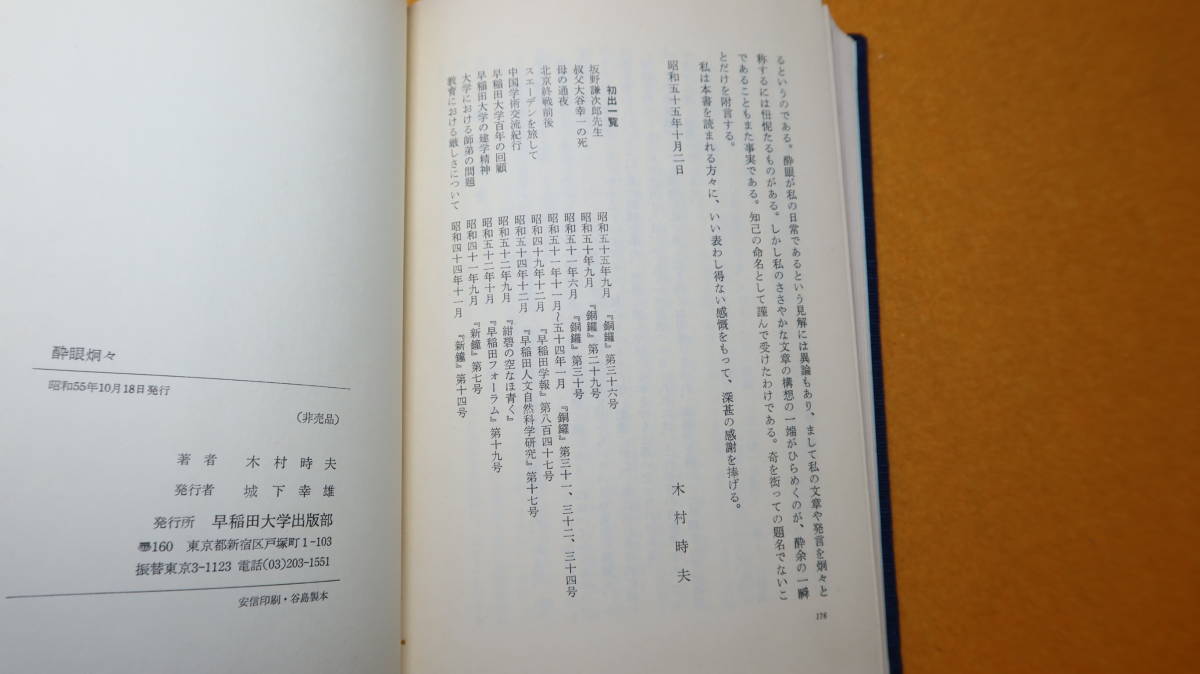 るというのである。酔眼が私の日常であるという見解には異論もあり、まして私の文章や発言を炯々と
称するには忸怩たるものがある。しかし私のささやかな文章の構想の一端がひらめくのが、酔余の一瞬
であることもまた事実である。知己の命名として謹んで受けたわけである。奇を衒っての題名でないこ
とだけを附言する。
私は本書を読まれる方々に、いい表わし得ない感慨をもって、深甚の感謝を捧げる。
昭和五十五年十月二日
木村時夫
初出一覧
坂野謙次郎先生 昭和五十五年九月 『銅鑼』第三十六号
叔父大谷幸一の死 昭和五十年九月 『銅鑼』第二十九号
母の通夜 昭和五十一年六月 『銅鑼』第三十号
北京終戦前後 昭和五十一年十一月〜五十四年一月 『銅鑼』第三十一、三十二、三十四号
スエーデンを旅して 昭和四十九年十二月 『早稲田学報』第八百四十七号
中国学術交流紀行 昭和五十四年十二月 『早稲田人文自然科学研究』第十七号
早稲田大学百年の回顧 昭和五十二年九月 『紺碧の空なほ青く』
早稲田大学の建学精神 昭和五十二年十月 『早稲田フォーラム』第十九号
大学における師弟の問題 昭和四十一年九月 『新鐘』第七号
教育における厳しさについて 昭和四十四年十一月 『新鐘』第十四号
176
酔眼炯々
昭和55年10月18日発行
(非売品)
著者 木村時夫
発行者 城下幸雄
発行所 早稲田大学出版部
160 東京都新宿区戸塚町1-103
振替東京3-1123 電話(03)203-1551
安信印刷・谷島製本